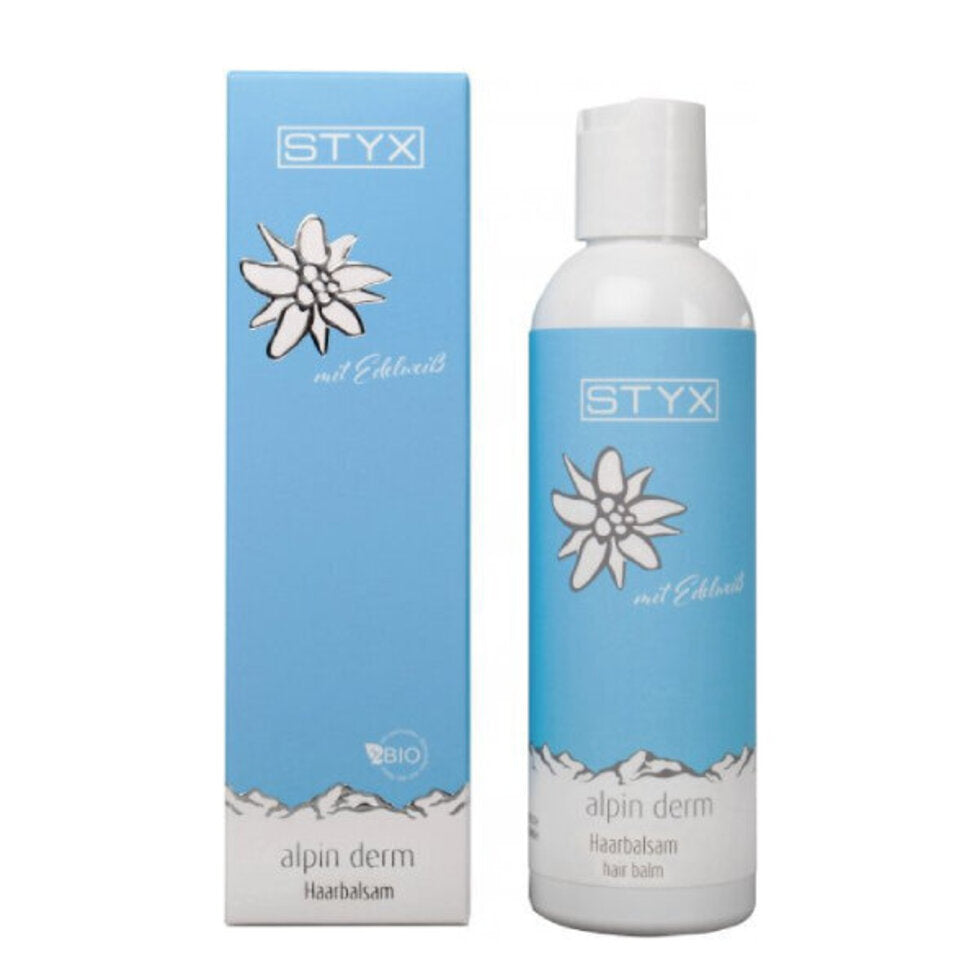 STYX
mit Edelweiß
BIO
alpin derm
Haarbalsam
STYX
mit Edelweiß
alpin derm
Haarbalsam
hair balm